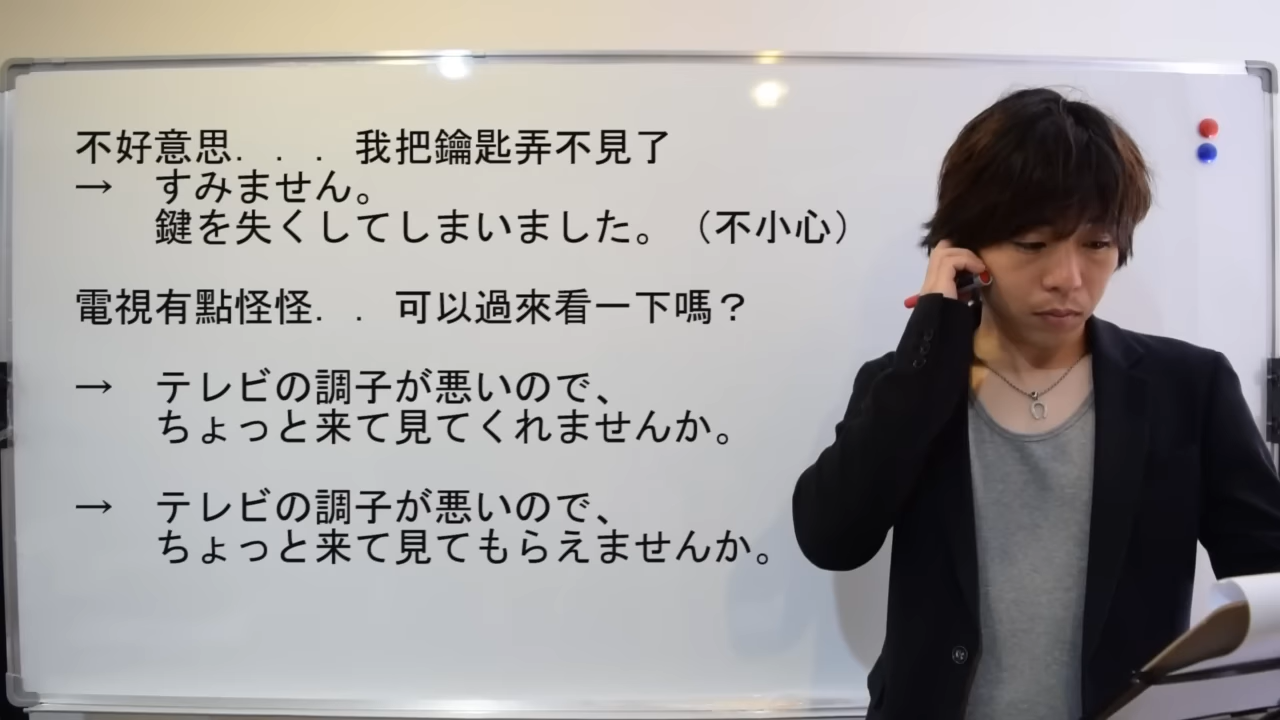 不好意思．．．我把鑰匙弄不見了
→　すみません。
鍵を失くしてしまいました。（不小心）
電視有點怪怪．．可以過來看一下嗎？
→　テレビの調子が悪いので、
ちょっと来て見てくれませんか。
→　テレビの調子が悪いので、
ちょっと来て見てもらえませんか。